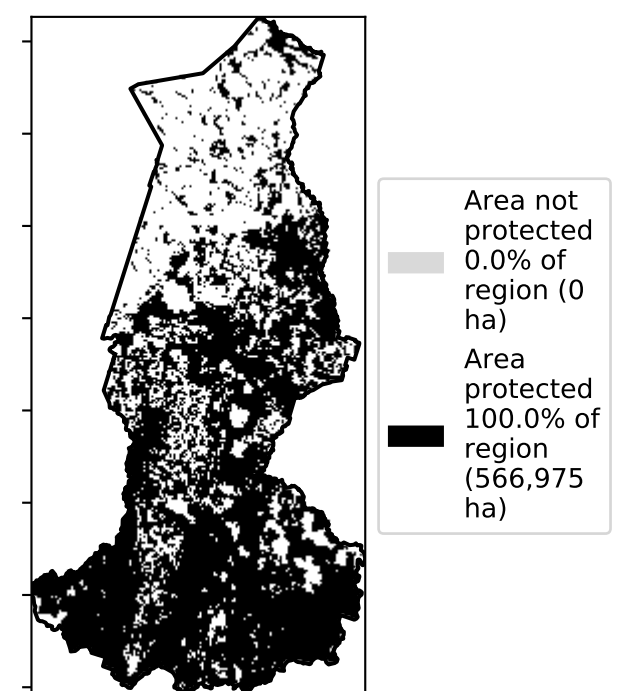 Area not
protected
0.0% of
region (0
ha)
Area
protected
100.0% of
region
(566,975
ha)